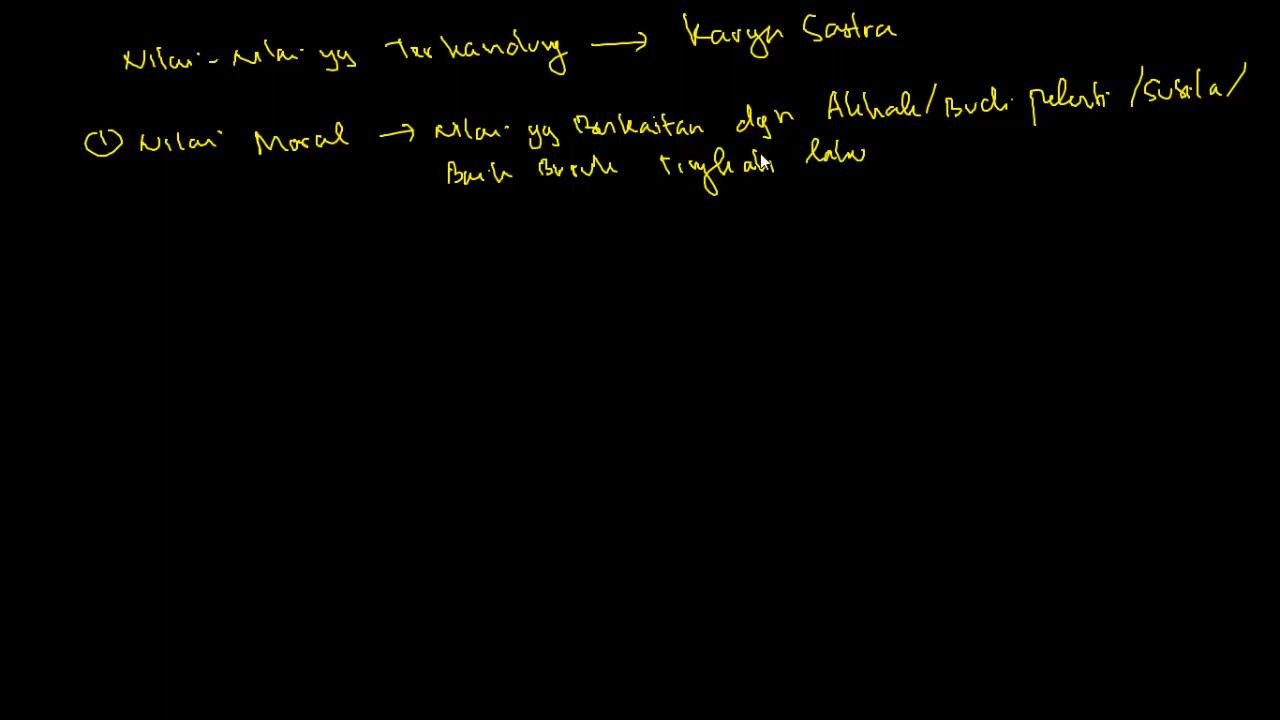 Nilai-nilai yg Terkandung → Karya Sastra
① Nilai Moral → Nilai yg Berkaitan dgn Akhlak/Budi pekerti/Susila/
Baik Buruk Tingkah laku